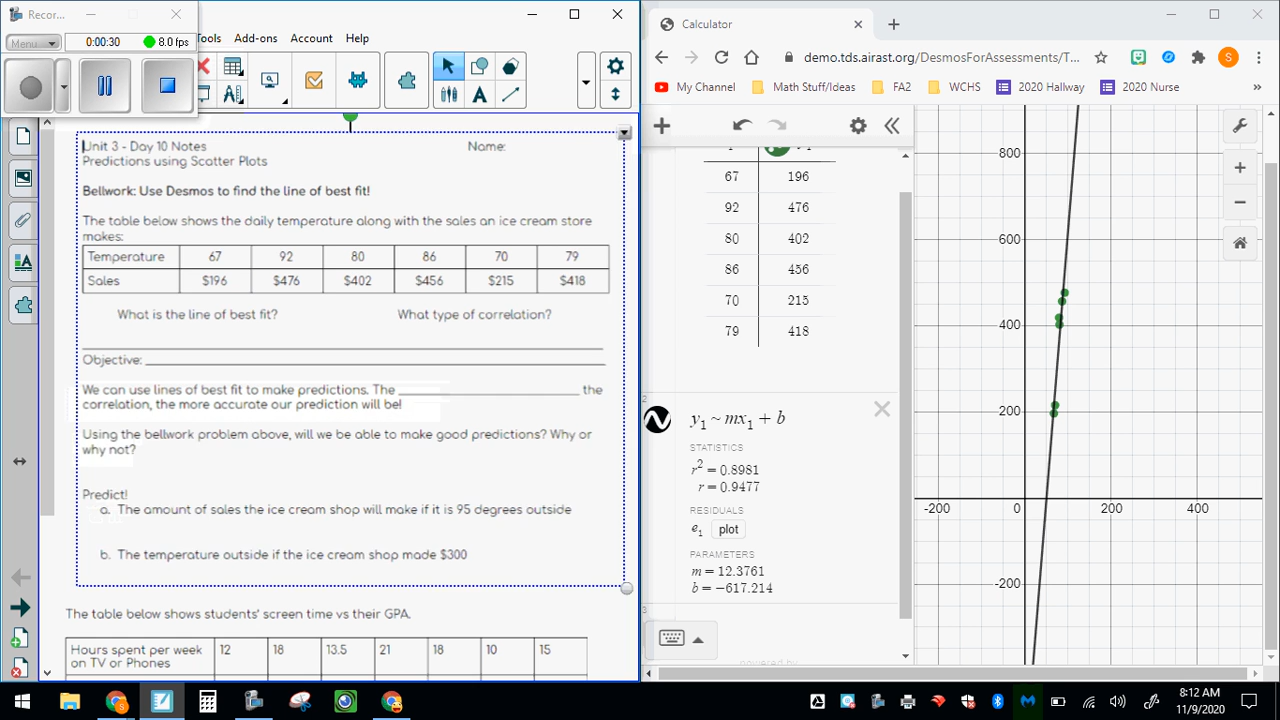 Recor...
Menu
0:00:30
8.0 fps
Tools Add-ons Account Help
Unit 3 - Day 10 Notes Name:
Predictions using Scatter Plots
Bellwork: Use Desmos to find the line of best fit!
The table below shows the daily temperature along with the sales an ice cream store
makes:
Temperature 67 92 80 86 70 79
Sales $196 $476 $402 $456 $215 $418
What is the line of best fit? What type of correlation?
Objective:
We can use lines of best fit to make predictions. The ____ the
correlation, the more accurate our prediction will be!
Using the bellwork problem above, will we be able to make good predictions? Why or
why not?
Predict!
a. The amount of sales the ice cream shop will make if it is 95 degrees outside
b. The temperature outside if the ice cream shop made $300
The table below shows students' screen time vs their GPA.
Hours spent per week 12 18 13.5 21 18 10 15
on TV or Phones
Calculator
demo.tds.airast.org/DesmosForAssessments/T...
S
My Channel Math Stuff/Ideas FA2 WCHS 2020 Hallway 2020 Nurse
67 196
92 476
80 402
86 456
70 215
79 418
2
y₁ ~ mx₁ + b
STATISTICS
r² = 0.8981
r = 0.9477
RESIDUALS
e₁ plot
PARAMETERS
m = 12.3761
b = −617.214
3
powered by
800
600
400
200
-200 0 200 400
-200
8:12 AM
11/9/2020